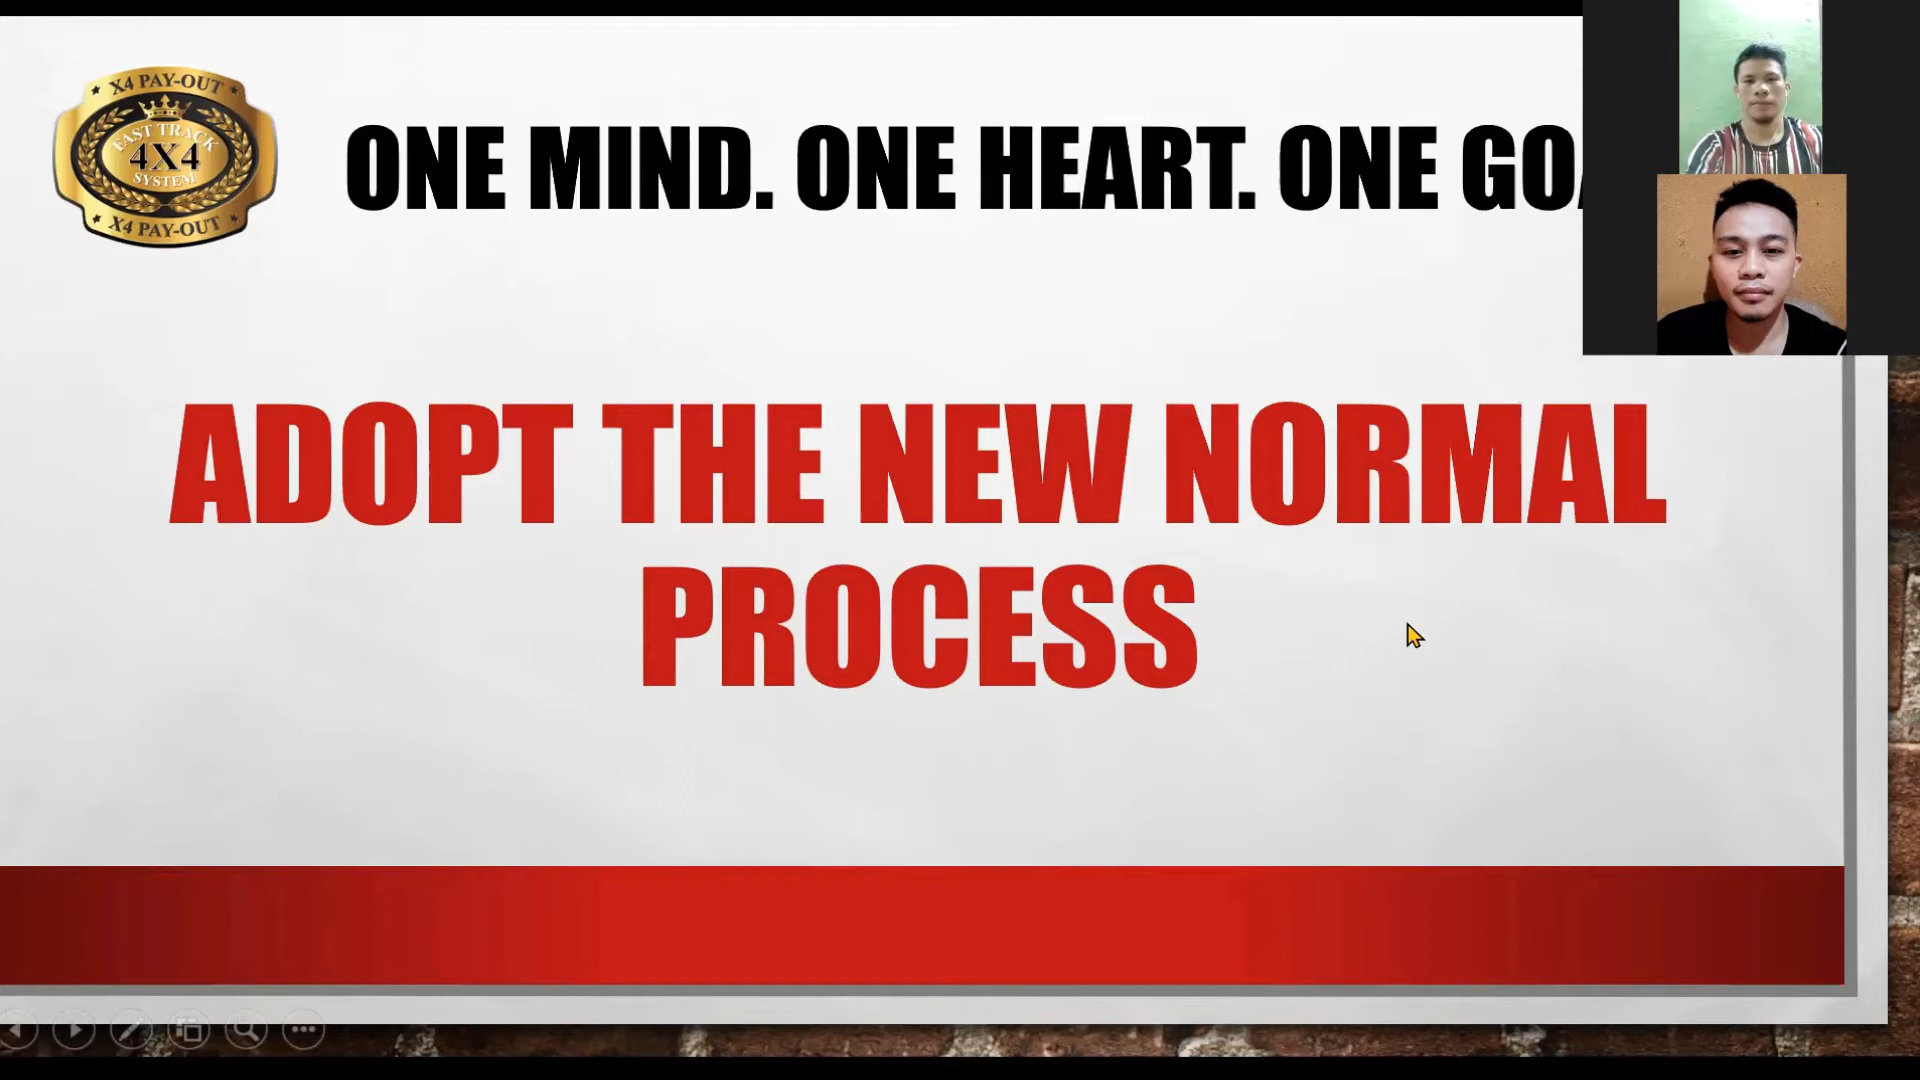 X4 PAY-OUT
FAST TRACK
4X4
SYSTEM
X4 PAY-OUT
ONE MIND. ONE HEART. ONE GO
ADOPT THE NEW NORMAL
PROCESS